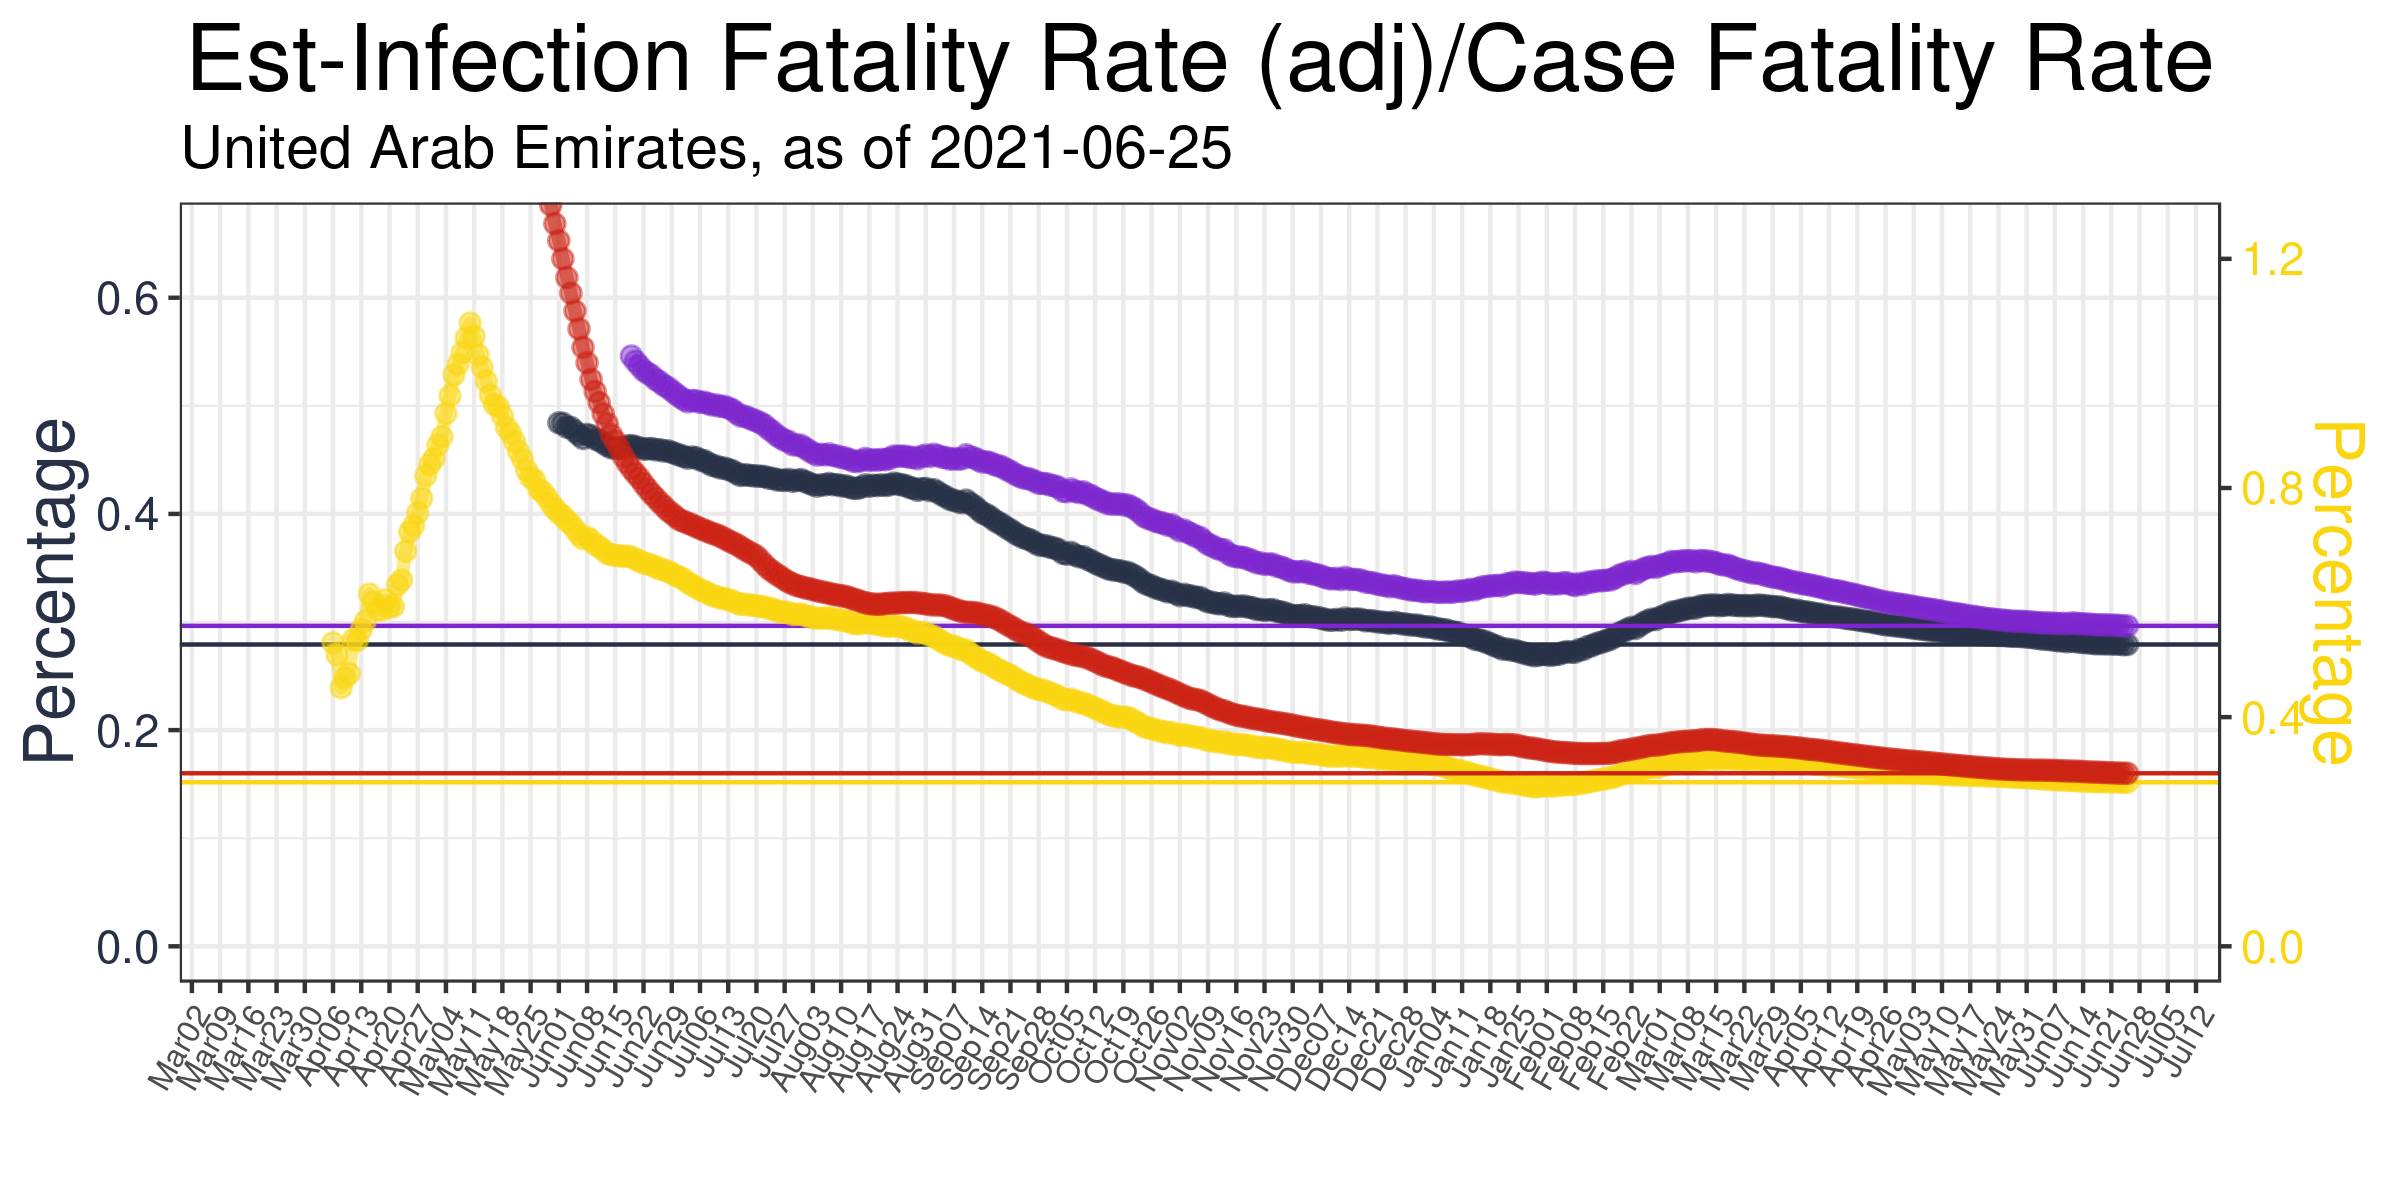 Est-Infection Fatality Rate (adj)/Case Fatality Rate
United Arab Emirates, as of 2021-06-25
Percentage
0.6
0.4
0.2
0.0
1.2
0.8
0.4
0.0
Percentage
Mar02
Mar09
Mar16
Mar23
Mar30
Apr06
Apr13
Apr20
Apr27
May04
May11
May18
May25
Jun01
Jun08
Jun15
Jun22
Jun29
Jul06
Jul13
Jul20
Jul27
Aug03
Aug10
Aug17
Aug24
Aug31
Sep07
Sep14
Sep21
Sep28
Oct05
Oct12
Oct19
Oct26
Nov02
Nov09
Nov16
Nov23
Nov30
Dec07
Dec14
Dec21
Dec28
Jan04
Jan11
Jan18
Jan25
Feb01
Feb08
Feb15
Feb22
Mar01
Mar08
Mar15
Mar22
Mar29
Apr05
Apr12
Apr19
Apr26
May03
May10
May17
May24
May31
Jun07
Jun14
Jun21
Jun28
Jul05
Jul12